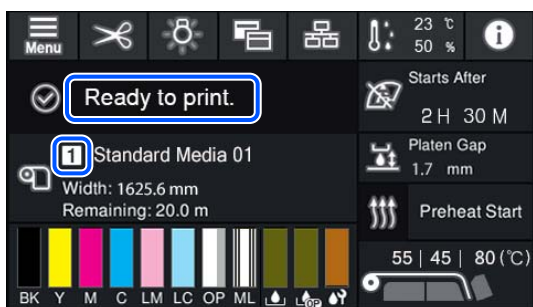 Menu
23 ℃
50 %
i
Ready to print.
Starts After
2 H 30 M
1 Standard Media 01
Width: 1625.6 mm
Remaining: 20.0 m
Platen Gap
1.7 mm
Preheat Start
55 | 45 | 80 (℃)
BK Y M C LM LC OP ML OP